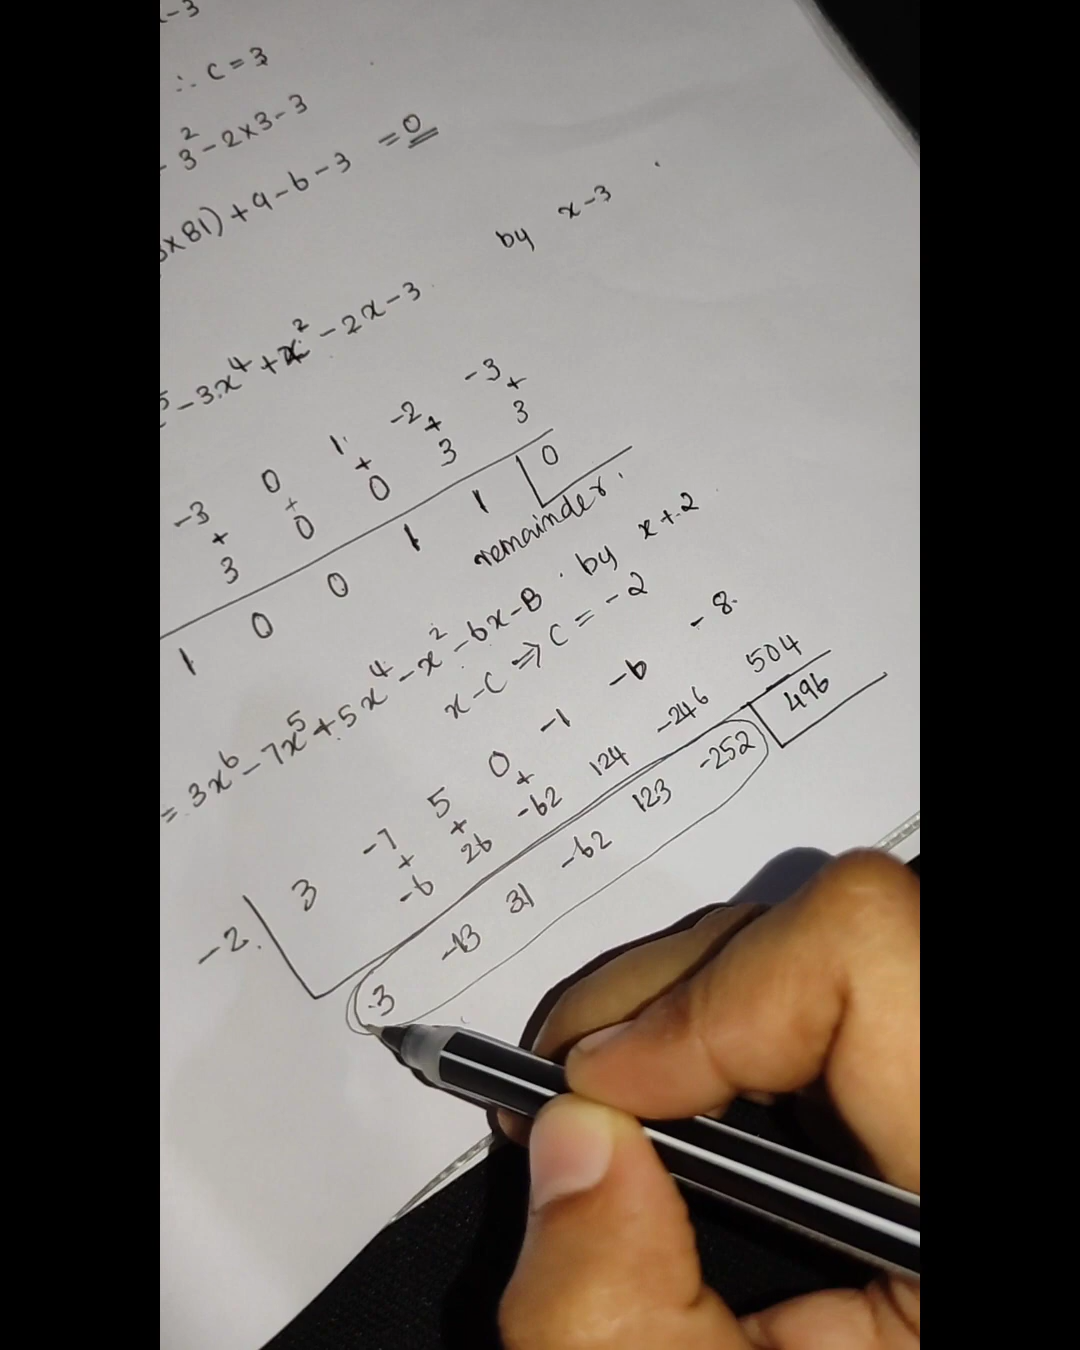 x-3
∴ C = 3
- 3² - 2×3 - 3
3×81) + 9 - 6 - 3 = 0
by x-3
⁵ - 3x⁴ + x² - 2x - 3
-3 0 1 -2 -3
+ + + + +
3 0 0 3 3
1 0 0 1 1 0
remainder.
= 3x⁶ - 7x⁵ + 5x⁴ - x² - 6x - 8 . by x+2
x-C ⇒ C = -2
-2. 3 -7 5 0 -1 -6 -8.
+ + +
-6 26 -62 124 -246 504
3 -13 31 -62 123 -252 496